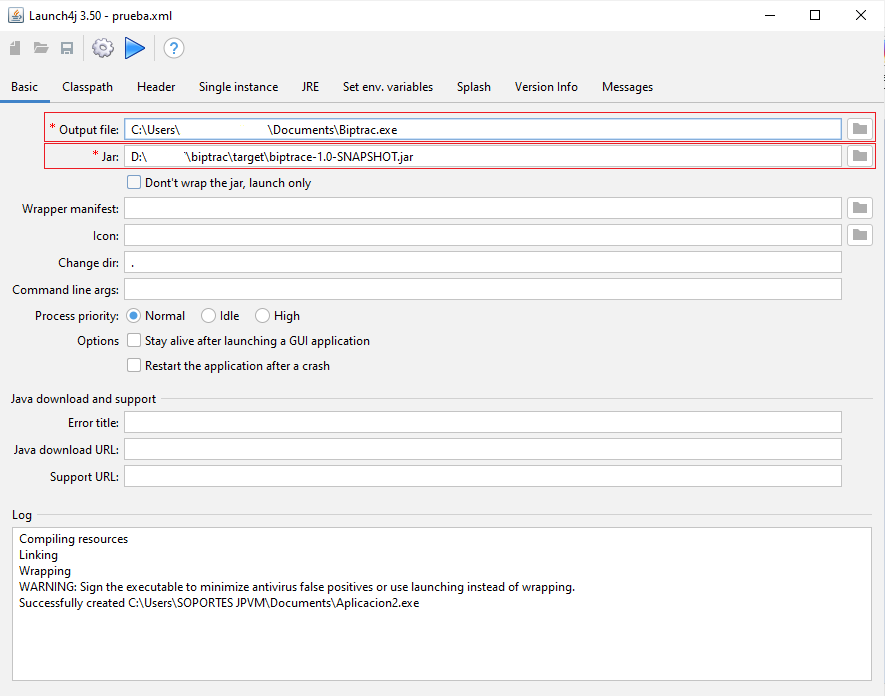 Launch4j 3.50 - prueba.xml
?
Basic Classpath Header Single instance JRE Set env. variables Splash Version Info Messages
* Output file: C:\Users\ \Documents\Biptrac.exe
* Jar: D:\ \biptrac\target\biptrace-1.0-SNAPSHOT.jar
Dont't wrap the jar, launch only
Wrapper manifest:
Icon:
Change dir: .
Command line args:
Process priority: Normal Idle High
Options Stay alive after launching a GUI application
Restart the application after a crash
Java download and support
Error title:
Java download URL:
Support URL:
Log
Compiling resources
Linking
Wrapping
WARNING: Sign the executable to minimize antivirus false positives or use launching instead of wrapping.
Successfully created C:\Users\SOPORTES JPVM\Documents\Aplicacion2.exe